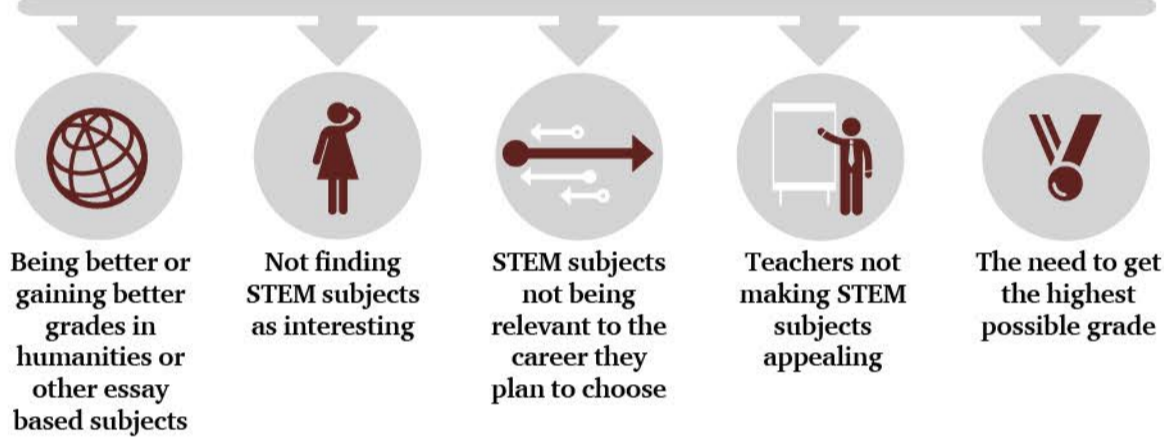 Being better or
gaining better
grades in
humanities or
other essay
based subjects
Not finding
STEM subjects
as interesting
STEM subjects
not being
relevant to the
career they
plan to choose
Teachers not
making STEM
subjects
appealing
The need to get
the highest
possible grade